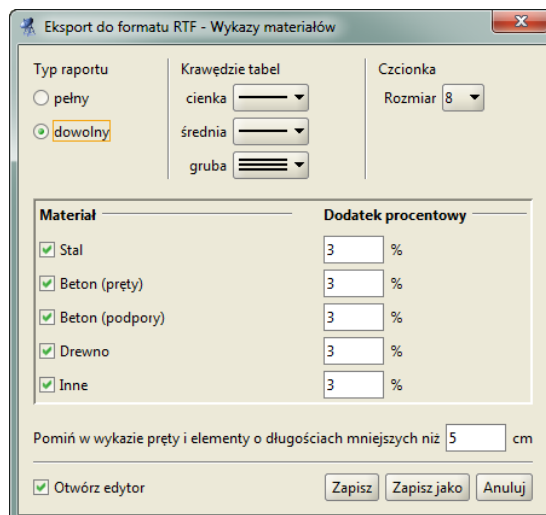 Eksport do formatu RTF - Wykazy materiałów
Typ raportu
pełny
dowolny
Krawędzie tabel
cienka
średnia
gruba
Czcionka
Rozmiar 8
Materiał Dodatek procentowy
Stal 3 %
Beton (pręty) 3 %
Beton (podpory) 3 %
Drewno 3 %
Inne 3 %
Pomiń w wykazie pręty i elementy o długościach mniejszych niż 5 cm
Otwórz edytor Zapisz Zapisz jako Anuluj